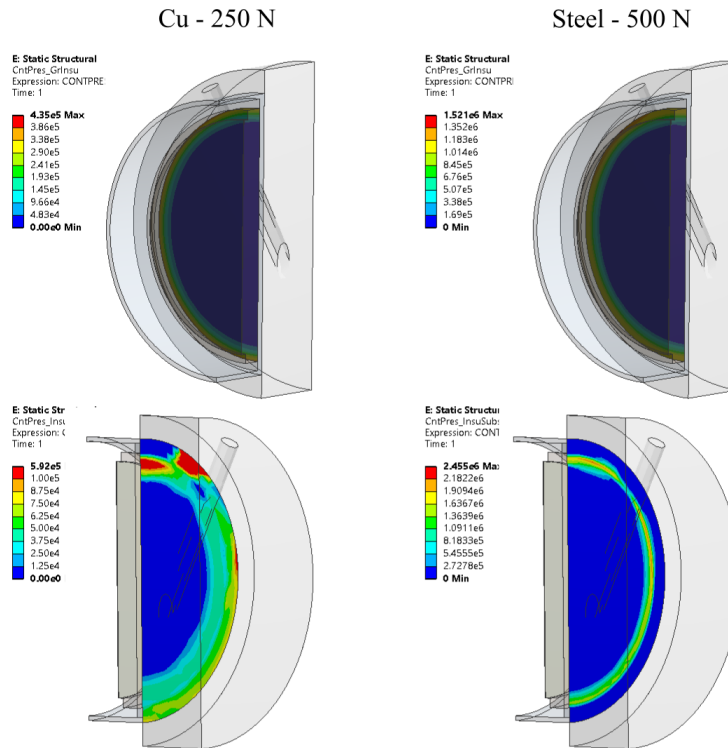 Cu - 250 N
Steel - 500 N
E: Static Structural
CntPres_GrInsu
Expression: CONTPRE
Time: 1
4.35e5 Max
3.86e5
3.38e5
2.90e5
2.41e5
1.93e5
1.45e5
9.66e4
4.83e4
0.00e0 Min
E: Static Structural
CntPres_GrInsu
Expression: CONTPRI
Time: 1
1.521e6 Max
1.352e6
1.183e6
1.014e6
8.45e5
6.76e5
5.07e5
3.38e5
1.69e5
0 Min
E: Static Str
CntPres_Insu
Expression: (
Time: 1
5.92e5
1.00e5
8.75e4
7.50e4
6.25e4
5.00e4
3.75e4
2.50e4
1.25e4
0.00e0
E: Static Structur
CntPres_InsuSub
Expression: CONT
Time: 1
2.455e6 Max
2.1822e6
1.9094e6
1.6367e6
1.3639e6
1.0911e6
8.1833e5
5.4555e5
2.7278e5
0 Min